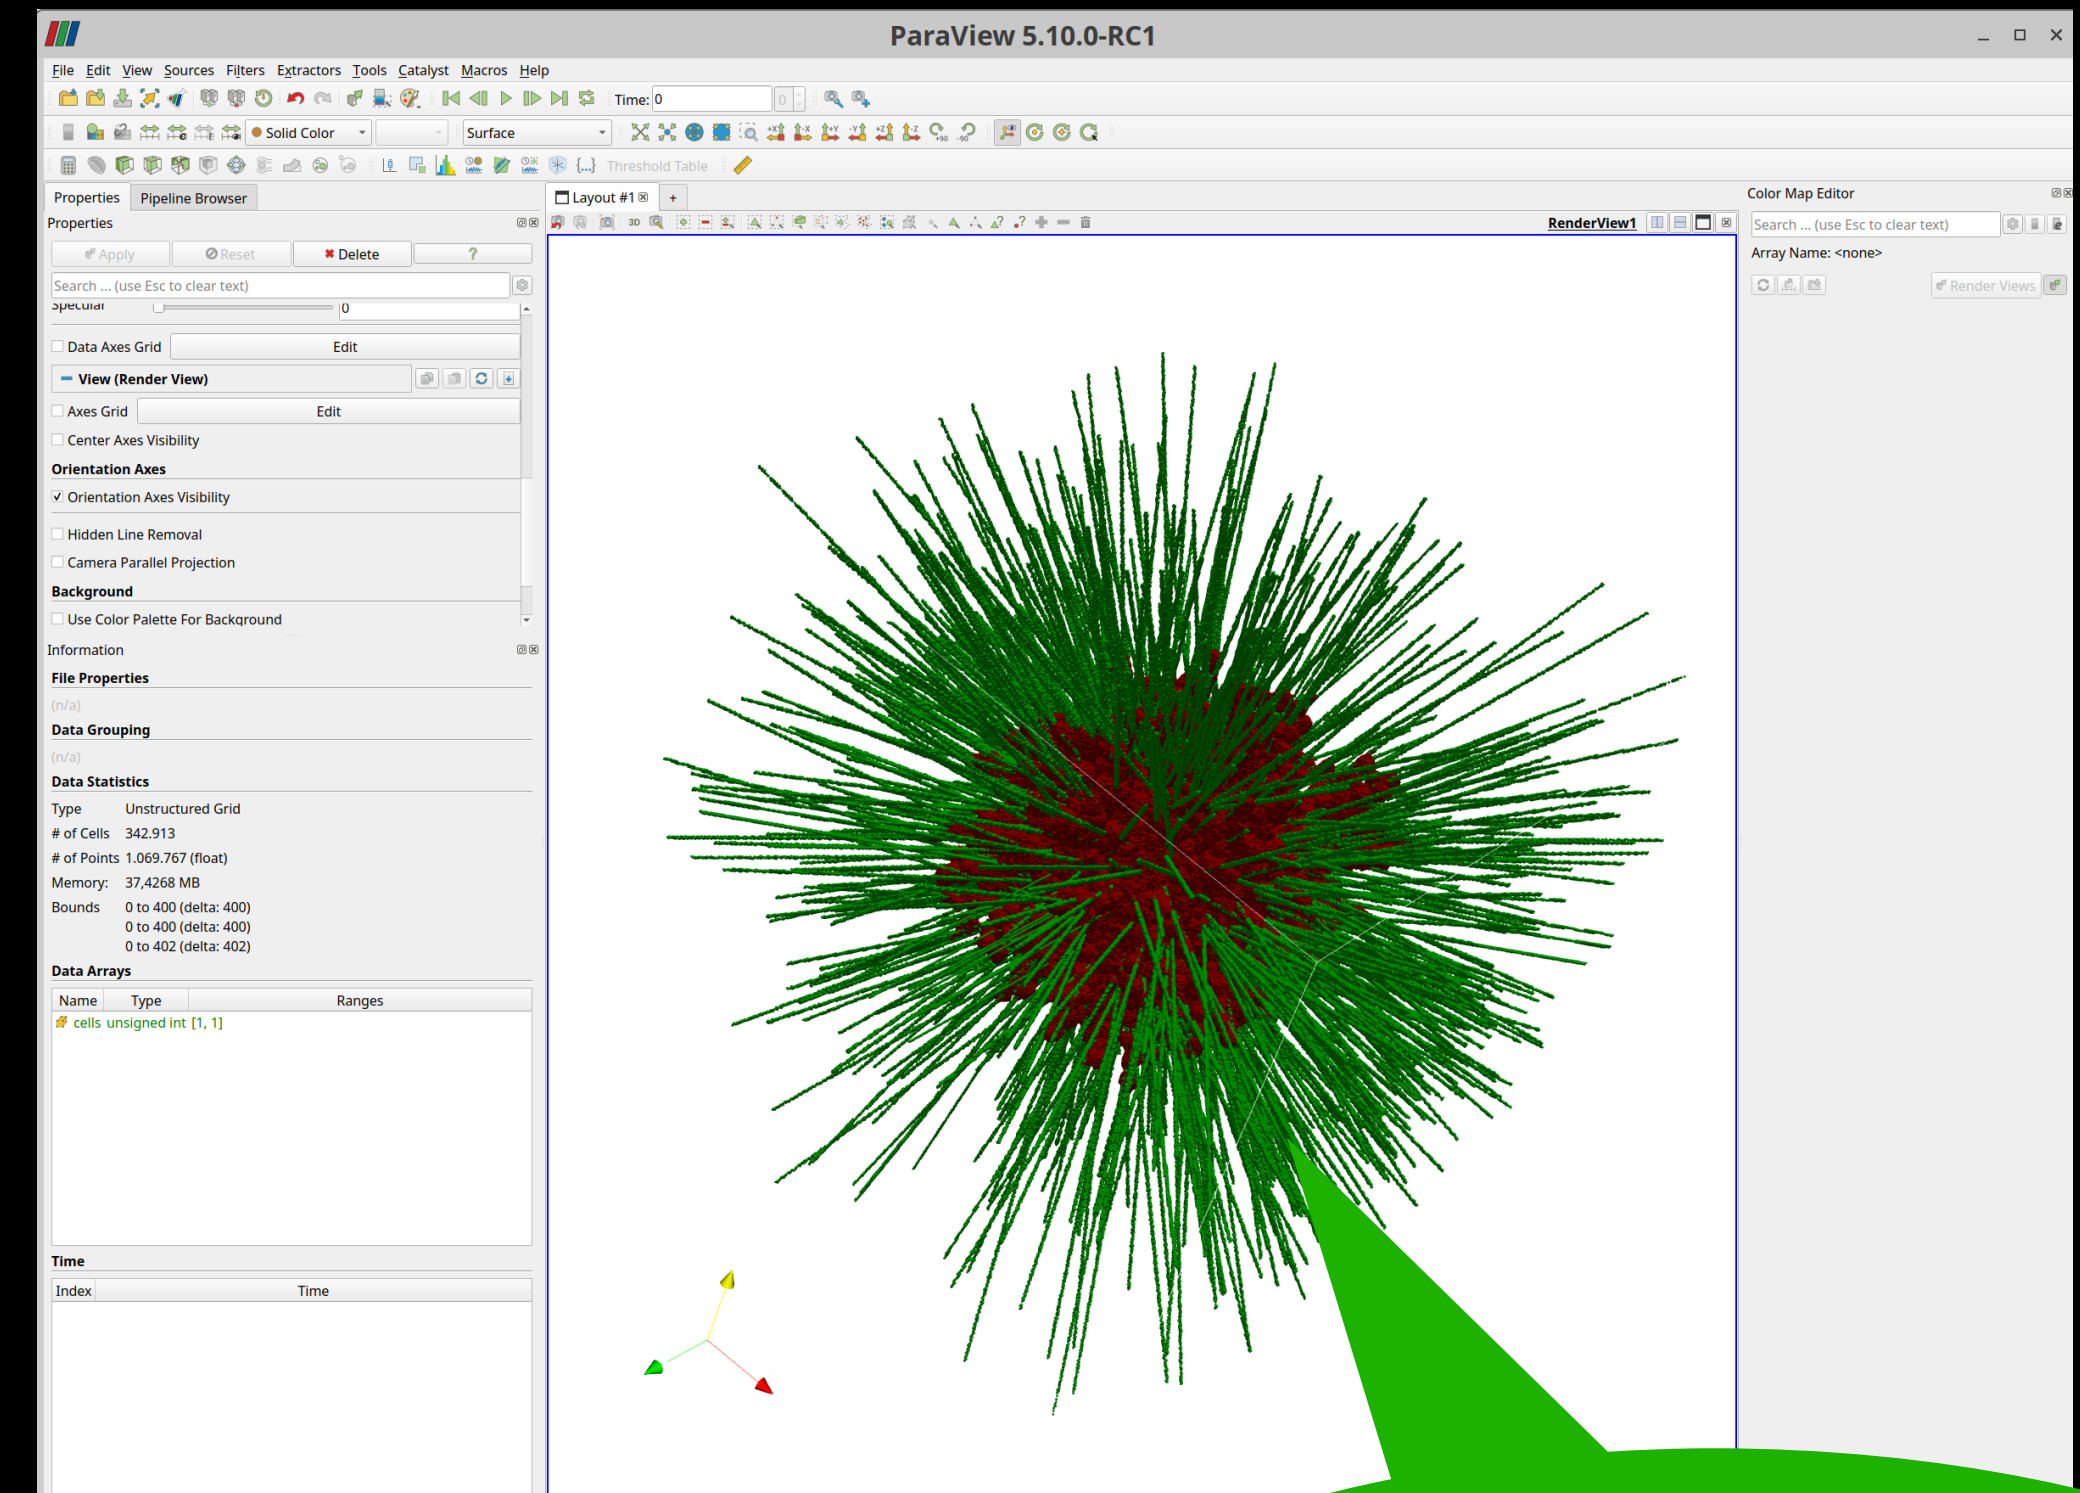 ParaView 5.10.0-RC1
File Edit View Sources Filters Extractors Tools Catalyst Macros Help
Time: 0 0
Solid Color Surface
+X -X +Y -Y +Z -Z +90 -90
Threshold Table
Properties Pipeline Browser
Properties
Apply Reset Delete ?
Search ... (use Esc to clear text)
Specular 0
Data Axes Grid Edit
View (Render View)
Axes Grid Edit
Center Axes Visibility
Orientation Axes
Orientation Axes Visibility
Hidden Line Removal
Camera Parallel Projection
Background
Use Color Palette For Background
Information
File Properties
(n/a)
Data Grouping
(n/a)
Data Statistics
Type Unstructured Grid
# of Cells 342.913
# of Points 1.069.767 (float)
Memory: 37,4268 MB
Bounds 0 to 400 (delta: 400)
0 to 400 (delta: 400)
0 to 402 (delta: 402)
Data Arrays
Name Type Ranges
cells unsigned int [1, 1]
Time
Index Time
Layout #1 +
3D RenderView1
Color Map Editor
Search ... (use Esc to clear text)
Array Name: <none>
Render Views